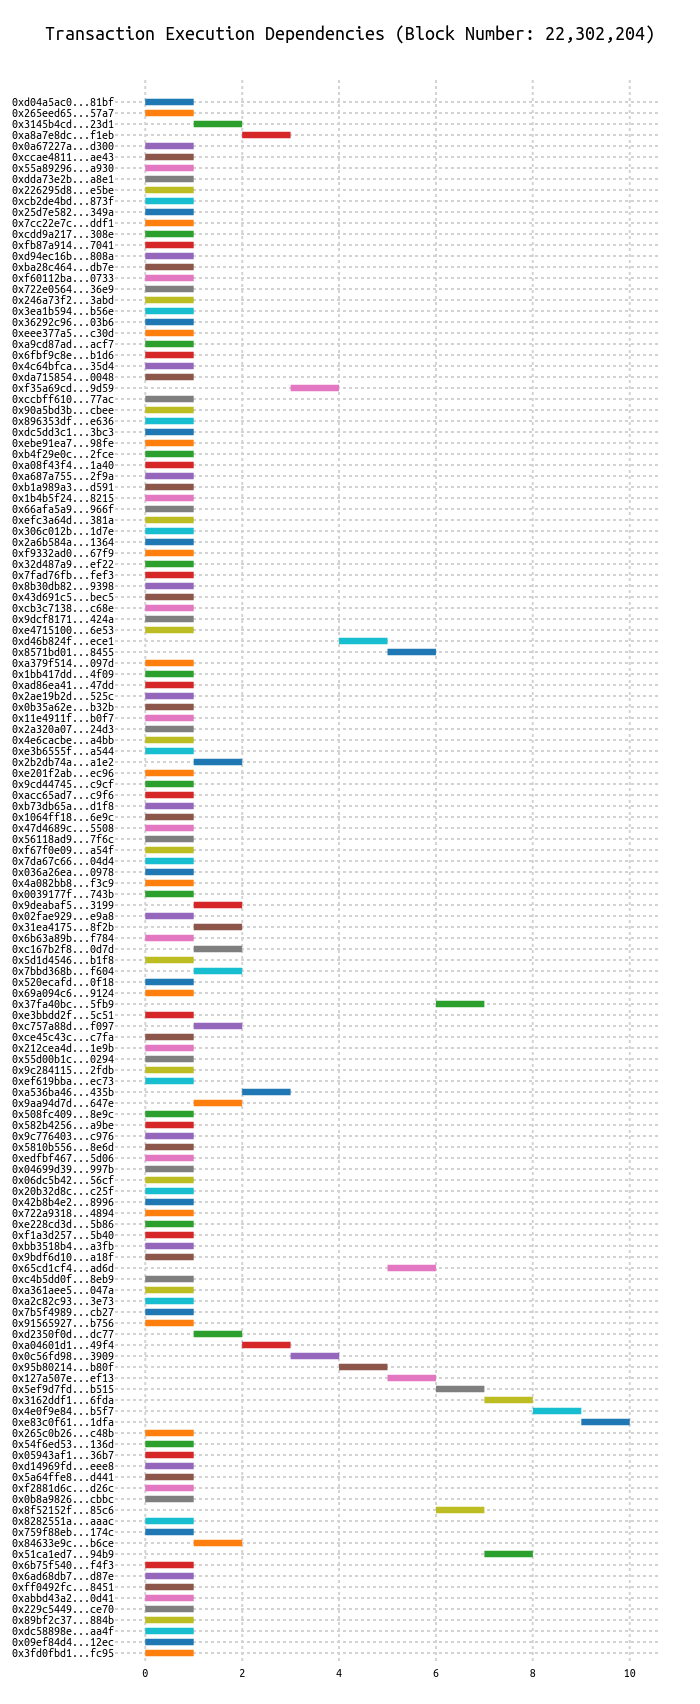 Transaction Execution Dependencies (Block Number: 22,302,204)
0xd04a5ac0...81bf
0x265eed65...57a7
0x3145b4cd...23d1
0xa8a7e8dc...f1eb
0x0a67227a...d300
0xccae4811...ae43
0x55a89296...a930
0xdda73e2b...a8e1
0x226295d8...e5be
0xcb2de4bd...873f
0x25d7e582...349a
0x7cc22e7c...ddf1
0xcdd9a217...308e
0xfb87a914...7041
0xd94ec16b...808a
0xba28c464...db7e
0xf60112ba...0733
0x722e0564...36e9
0x246a73f2...3abd
0x3ea1b594...b56e
0x36292c96...03b6
0xeee377a5...c30d
0xa9cd87ad...acf7
0x6fbf9c8e...b1d6
0x4c64bfca...35d4
0xda715854...0048
0xf35a69cd...9d59
0xccbff610...77ac
0x90a5bd3b...cbee
0x896353df...e636
0xdc5dd3c1...3bc3
0xebe91ea7...98fe
0xb4f29e0c...2fce
0xa08f43f4...1a40
0xa687a755...2f9a
0xb1a989a3...d591
0x1b4b5f24...8215
0x66afa5a9...966f
0xefc3a64d...381a
0x306c012b...1d7e
0x2a6b584a...1364
0xf9332ad0...67f9
0x32d487a9...ef22
0x7fad76fb...fef3
0x8b30db82...9398
0x43d691c5...bec5
0xcb3c7138...c68e
0x9dcf8171...424a
0xe4715100...6e53
0xd46b824f...ece1
0x8571bd01...8455
0xa379f514...097d
0x1bb417dd...4f09
0xad86ea41...47dd
0x2ae19b2d...525c
0x0b35a62e...b32b
0x11e4911f...b0f7
0x2a320a07...24d3
0x4e6cacbe...a4bb
0xe3b6555f...a544
0x2b2db74a...a1e2
0xe201f2ab...ec96
0x9cd44745...c9cf
0xacc65ad7...c9f6
0xb73db65a...d1f8
0x1064ff18...6e9c
0x47d4689c...5508
0x56118ad9...7f6c
0xf67f0e09...a54f
0x7da67c66...04d4
0x036a26ea...0978
0x4a082bb8...f3c9
0x0039177f...743b
0x9deabaf5...3199
0x02fae929...e9a8
0x31ea4175...8f2b
0x6b63a89b...f784
0xc167b2f8...0d7d
0x5d1d4546...b1f8
0x7bbd368b...f604
0x520ecafd...0f18
0x69a094c6...9124
0x37fa40bc...5fb9
0xe3bbdd2f...5c51
0xc757a88d...f097
0xce45c43c...c7fa
0x212cea4d...1e9b
0x55d00b1c...0294
0x9c284115...2fdb
0xef619bba...ec73
0xa536ba46...435b
0x9aa94d7d...647e
0x508fc409...8e9c
0x582b4256...a9be
0x9c776403...c976
0x5810b556...8e6d
0xedfbf467...5d06
0x04699d39...997b
0x06dc5b42...56cf
0x20b32d8c...c25f
0x42b8b4e2...8996
0x722a9318...4894
0xe228cd3d...5b86
0xf1a3d257...5b40
0xbb3518b4...a3fb
0x9bdf6d10...a18f
0x65cd1cf4...ad6d
0xc4b5dd0f...8eb9
0xa361aee5...047a
0xa2c82c93...3e73
0x7b5f4989...cb27
0x91565927...b756
0xd2350f0d...dc77
0xa04601d1...49f4
0x0c56fd98...3909
0x95b80214...b80f
0x127a507e...ef13
0x5ef9d7fd...b515
0x3162ddf1...6fda
0x4e0f9e84...b5f7
0xe83c0f61...1dfa
0x265c0b26...c48b
0x54f6ed53...136d
0x05943af1...36b7
0xd14969fd...eee8
0x5a64ffe8...d441
0xf2881d6c...d26c
0x0b8a9826...cbbc
0x8f52152f...85c6
0x8282551a...aaac
0x759f88eb...174c
0x84633e9c...b6ce
0x51ca1ed7...94b9
0x6b75f540...f4f3
0x6ad68db7...d87e
0xff0492fc...8451
0xabbd43a2...0d41
0x229c5449...ce70
0x89bf2c37...884b
0xdc58898e...aa4f
0x09ef84d4...12ec
0x3fd0fbd1...fc95
0 2 4 6 8 10